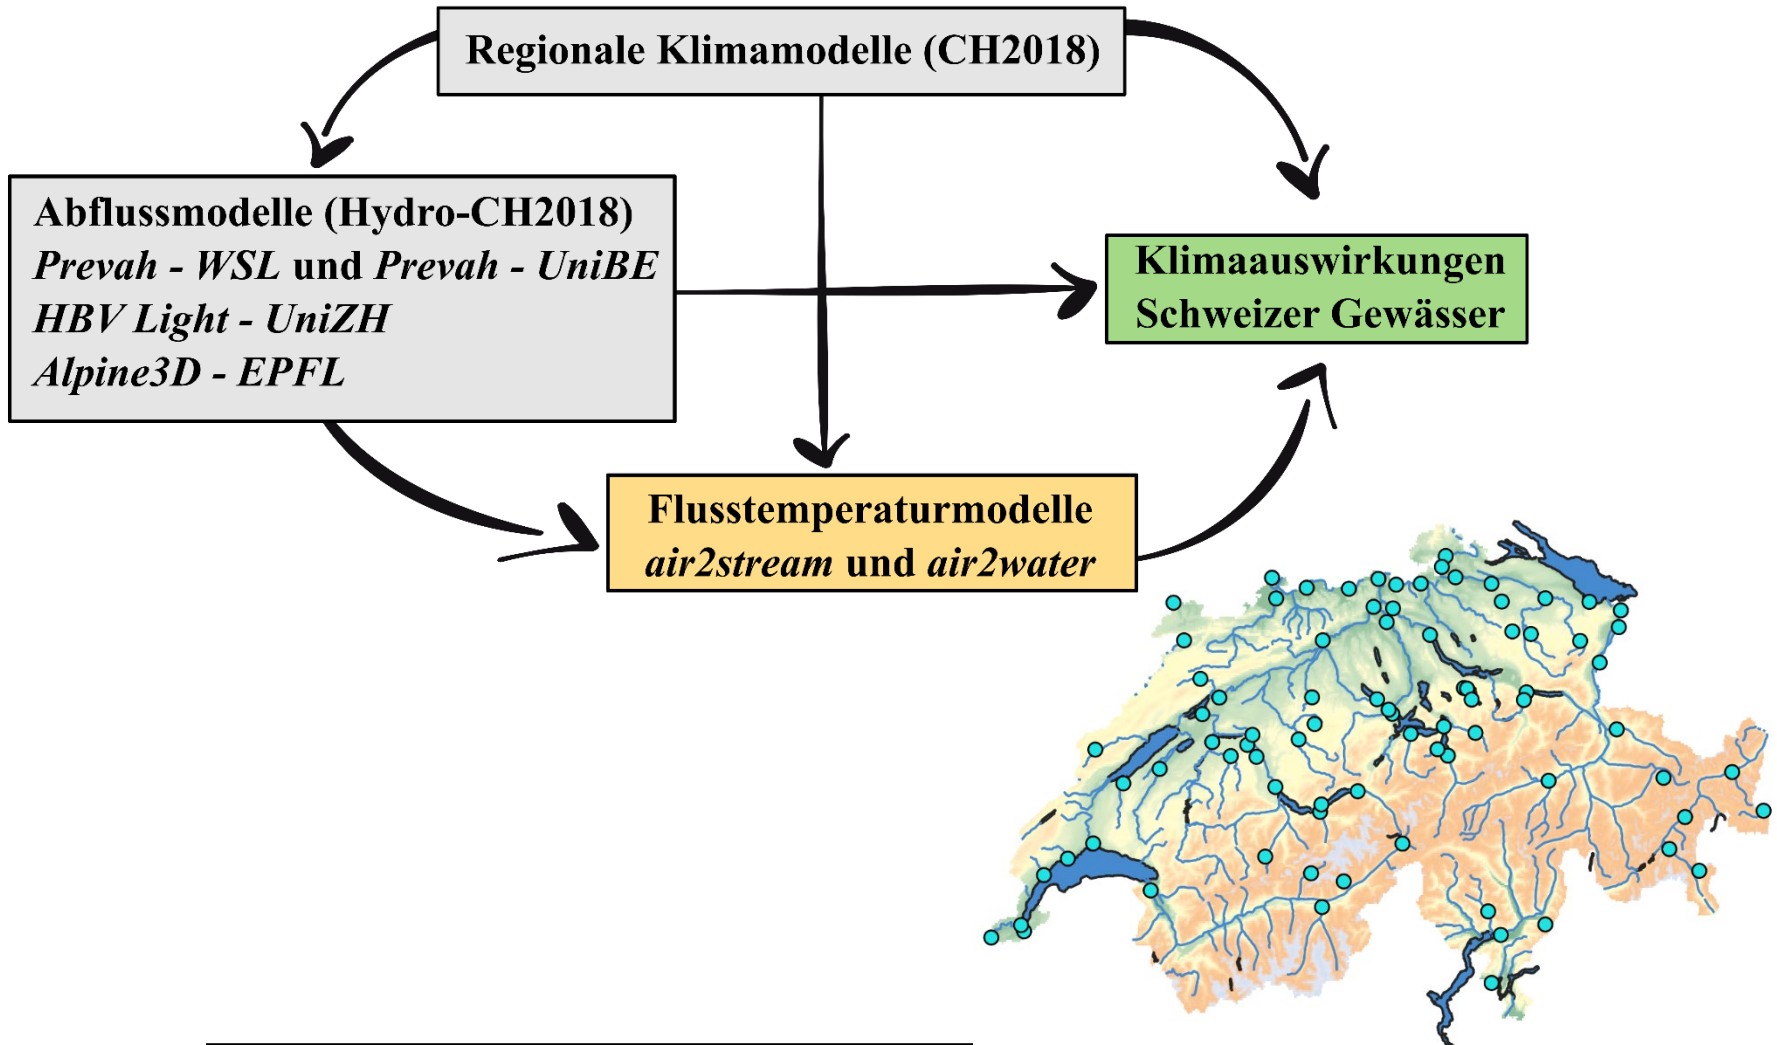 Regionale Klimamodelle (CH2018)
Abflussmodelle (Hydro-CH2018)
Prevah - WSL und Prevah - UniBE
HBV Light - UniZH
Alpine3D - EPFL
Klimaauswirkungen
Schweizer Gewässer
Flusstemperaturmodelle
air2stream und air2water